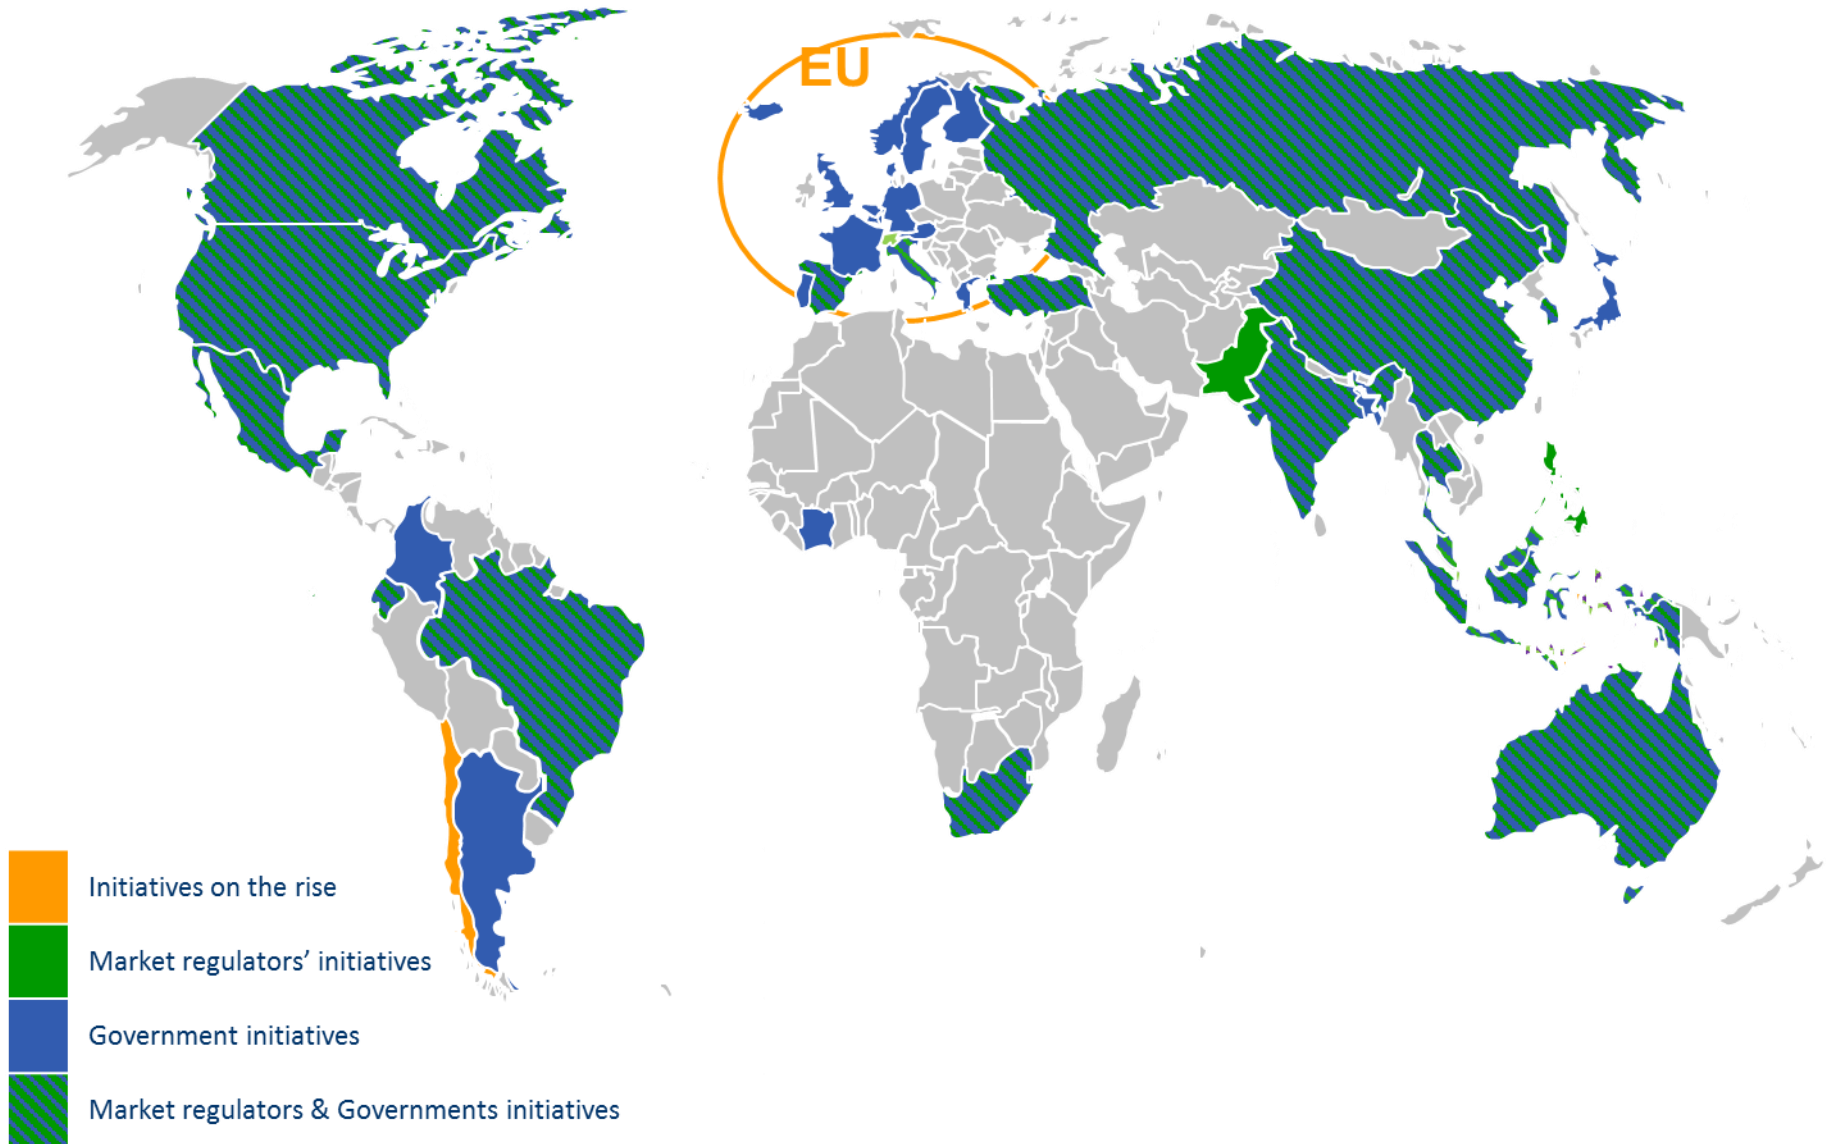 EU
Initiatives on the rise
Market regulators’ initiatives
Government initiatives
Market regulators & Governments initiatives